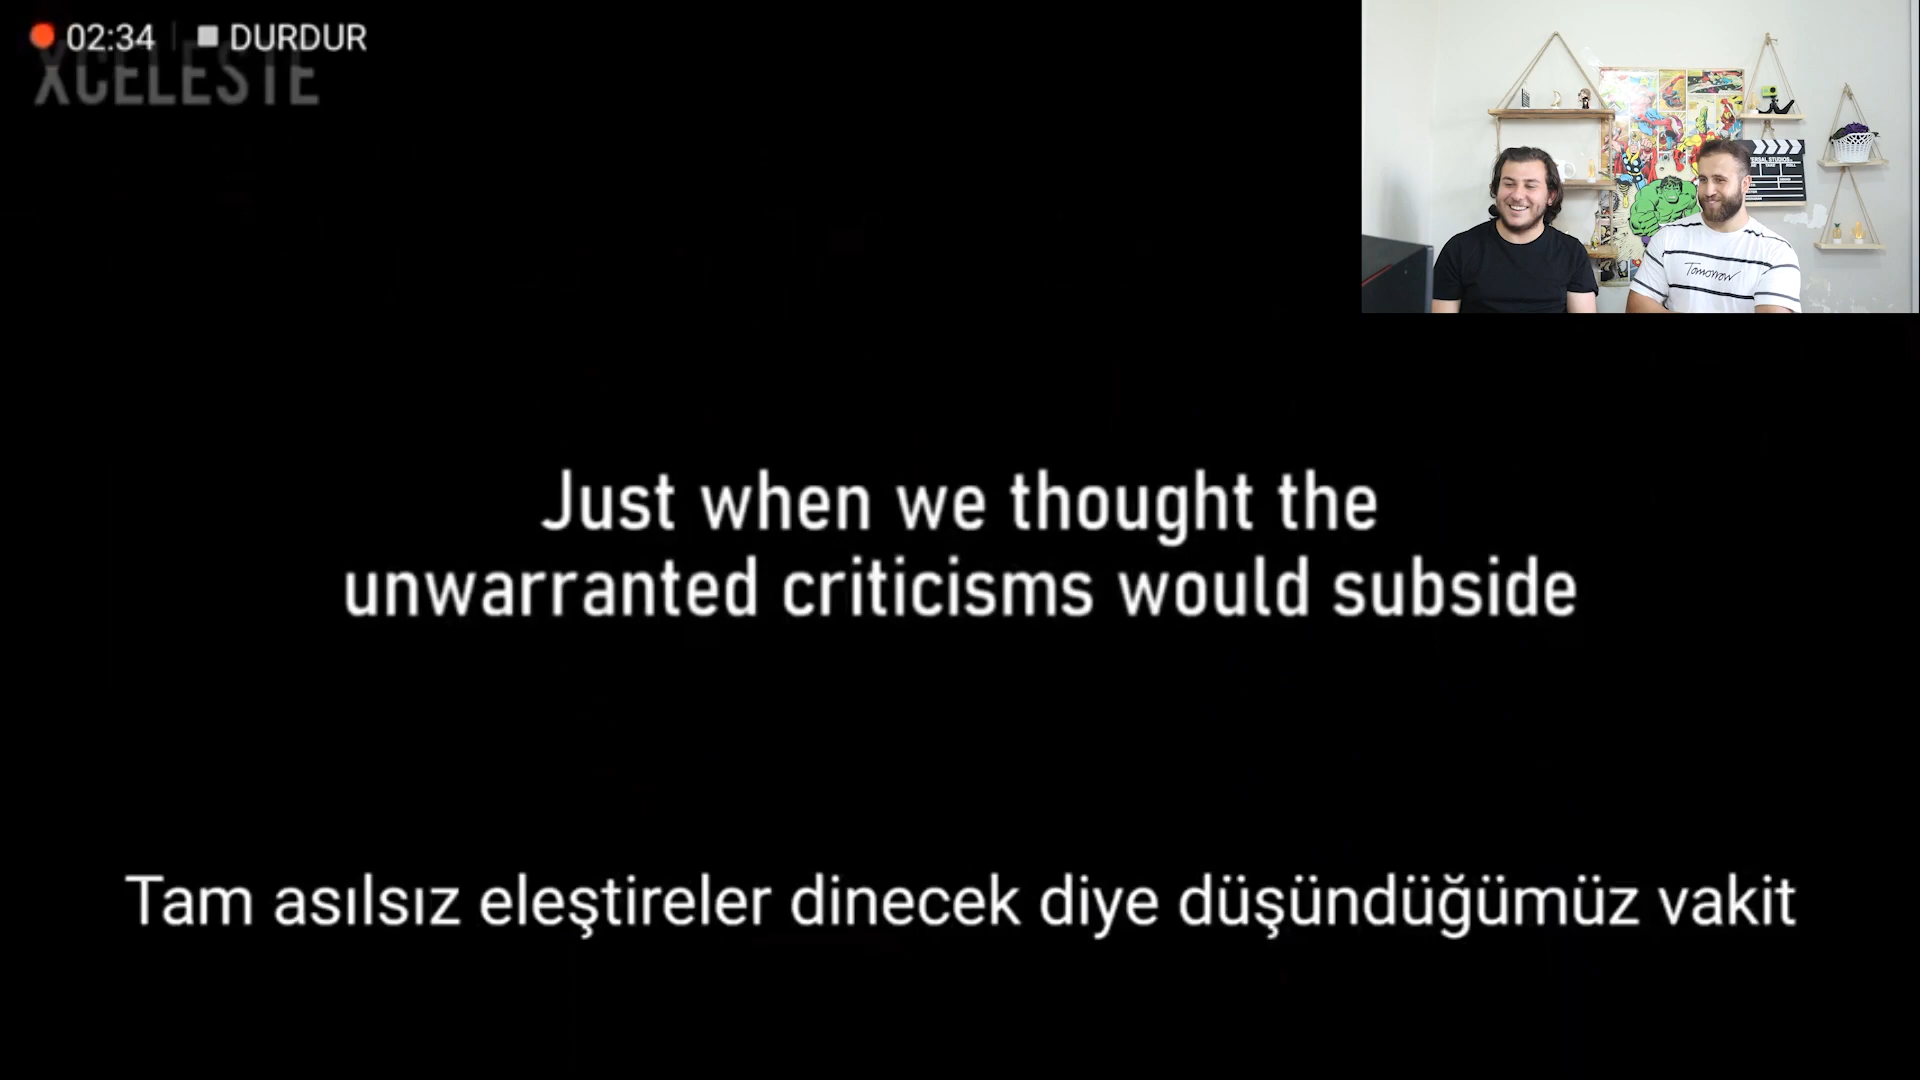 02:34 DURDUR
XCELESTE
Tomorrow
Just when we thought the
unwarranted criticisms would subside
Tam asılsız eleştireler dinecek diye düşündüğümüz vakit